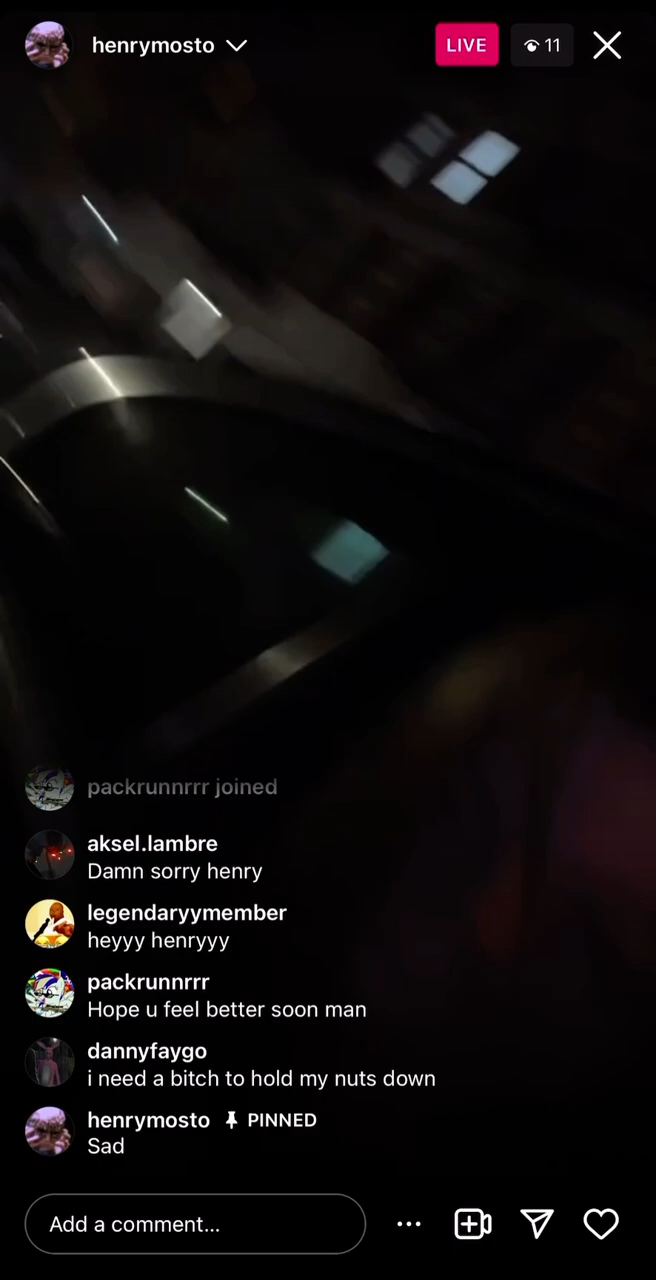 henrymosto
LIVE
11
packrunnrrr joined
aksel.lambre
Damn sorry henry
legendaryymember
heyyy henryyy
packrunnrrr
Hope u feel better soon man
dannyfaygo
i need a bitch to hold my nuts down
henrymosto PINNED
Sad
Add a comment...